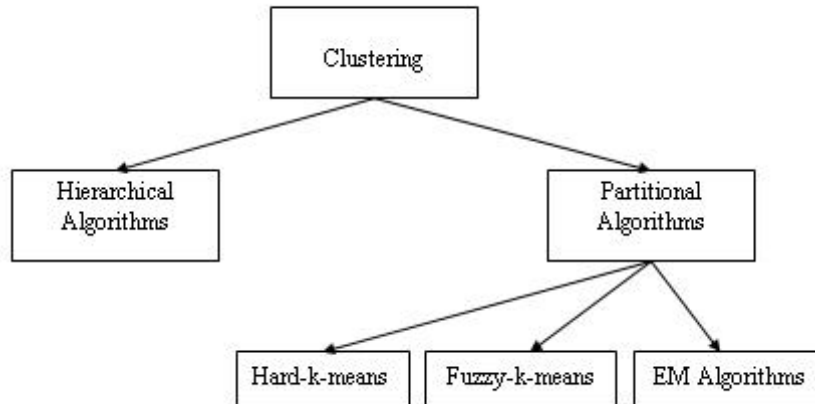 Clustering
Hierarchical
Algorithms
Partitional
Algorithms
Hard-k-means
Fuzzy-k-means
EM Algorithms